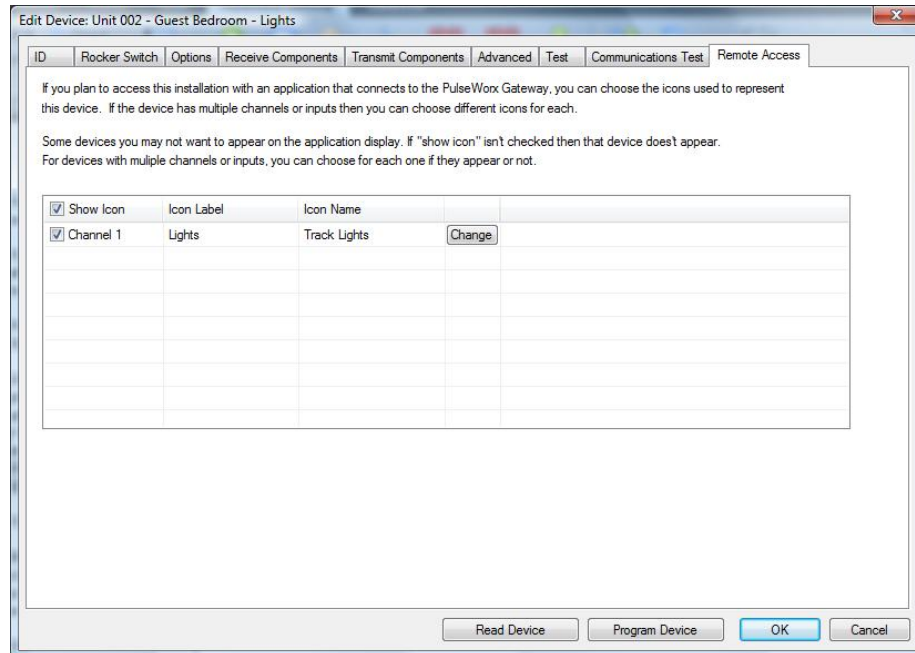 Edit Device: Unit 002 - Guest Bedroom - Lights
ID Rocker Switch Options Receive Components Transmit Components Advanced Test Communications Test Remote Access
If you plan to access this installation with an application that connects to the PulseWorx Gateway, you can choose the icons used to represent
this device. If the device has multiple channels or inputs then you can choose different icons for each.
Some devices you may not want to appear on the application display. If "show icon" isn't checked then that device does't appear.
For devices with muliple channels or inputs, you can choose for each one if they appear or not.
Show Icon Icon Label Icon Name
Channel 1 Lights Track Lights Change
Read Device Program Device OK Cancel